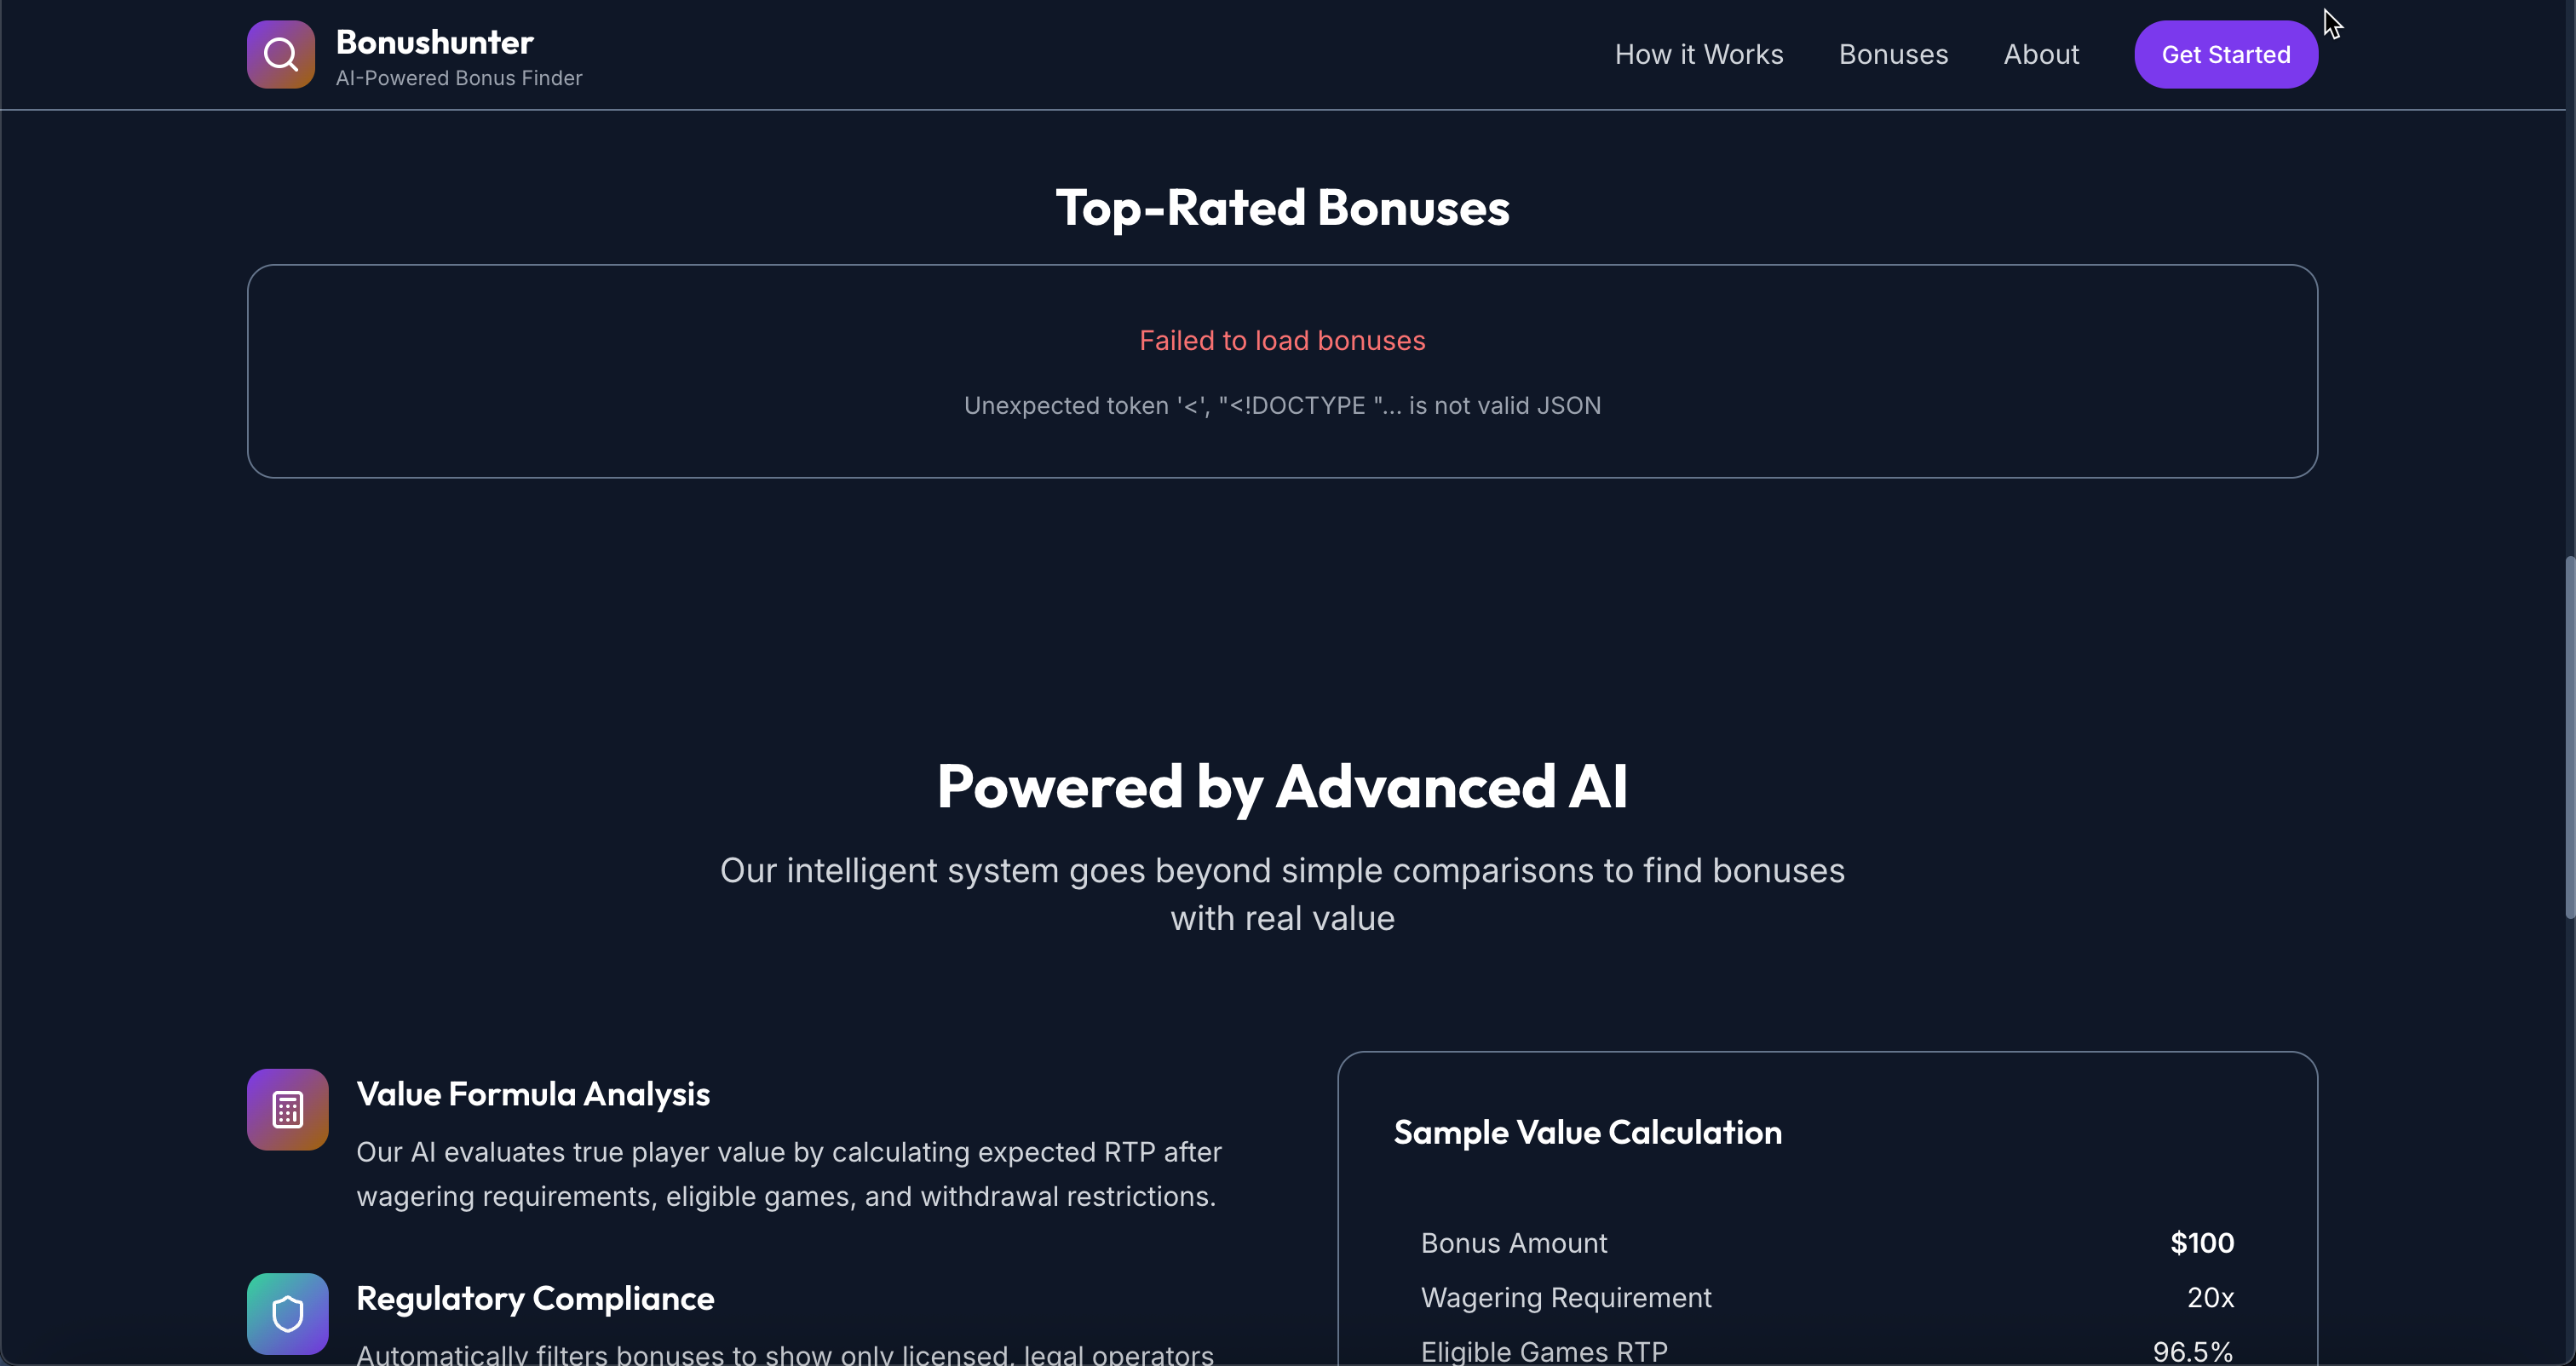 Bonushunter
AI-Powered Bonus Finder
How it Works
Bonuses
About
Get Started
Top-Rated Bonuses
Failed to load bonuses
Unexpected token '<', "<!DOCTYPE "... is not valid JSON
Powered by Advanced AI
Our intelligent system goes beyond simple comparisons to find bonuses
with real value
Value Formula Analysis
Our AI evaluates true player value by calculating expected RTP after
wagering requirements, eligible games, and withdrawal restrictions.
Regulatory Compliance
Automatically filters bonuses to show only licensed, legal operators
Sample Value Calculation
Bonus Amount $100
Wagering Requirement 20x
Eligible Games RTP 96.5%